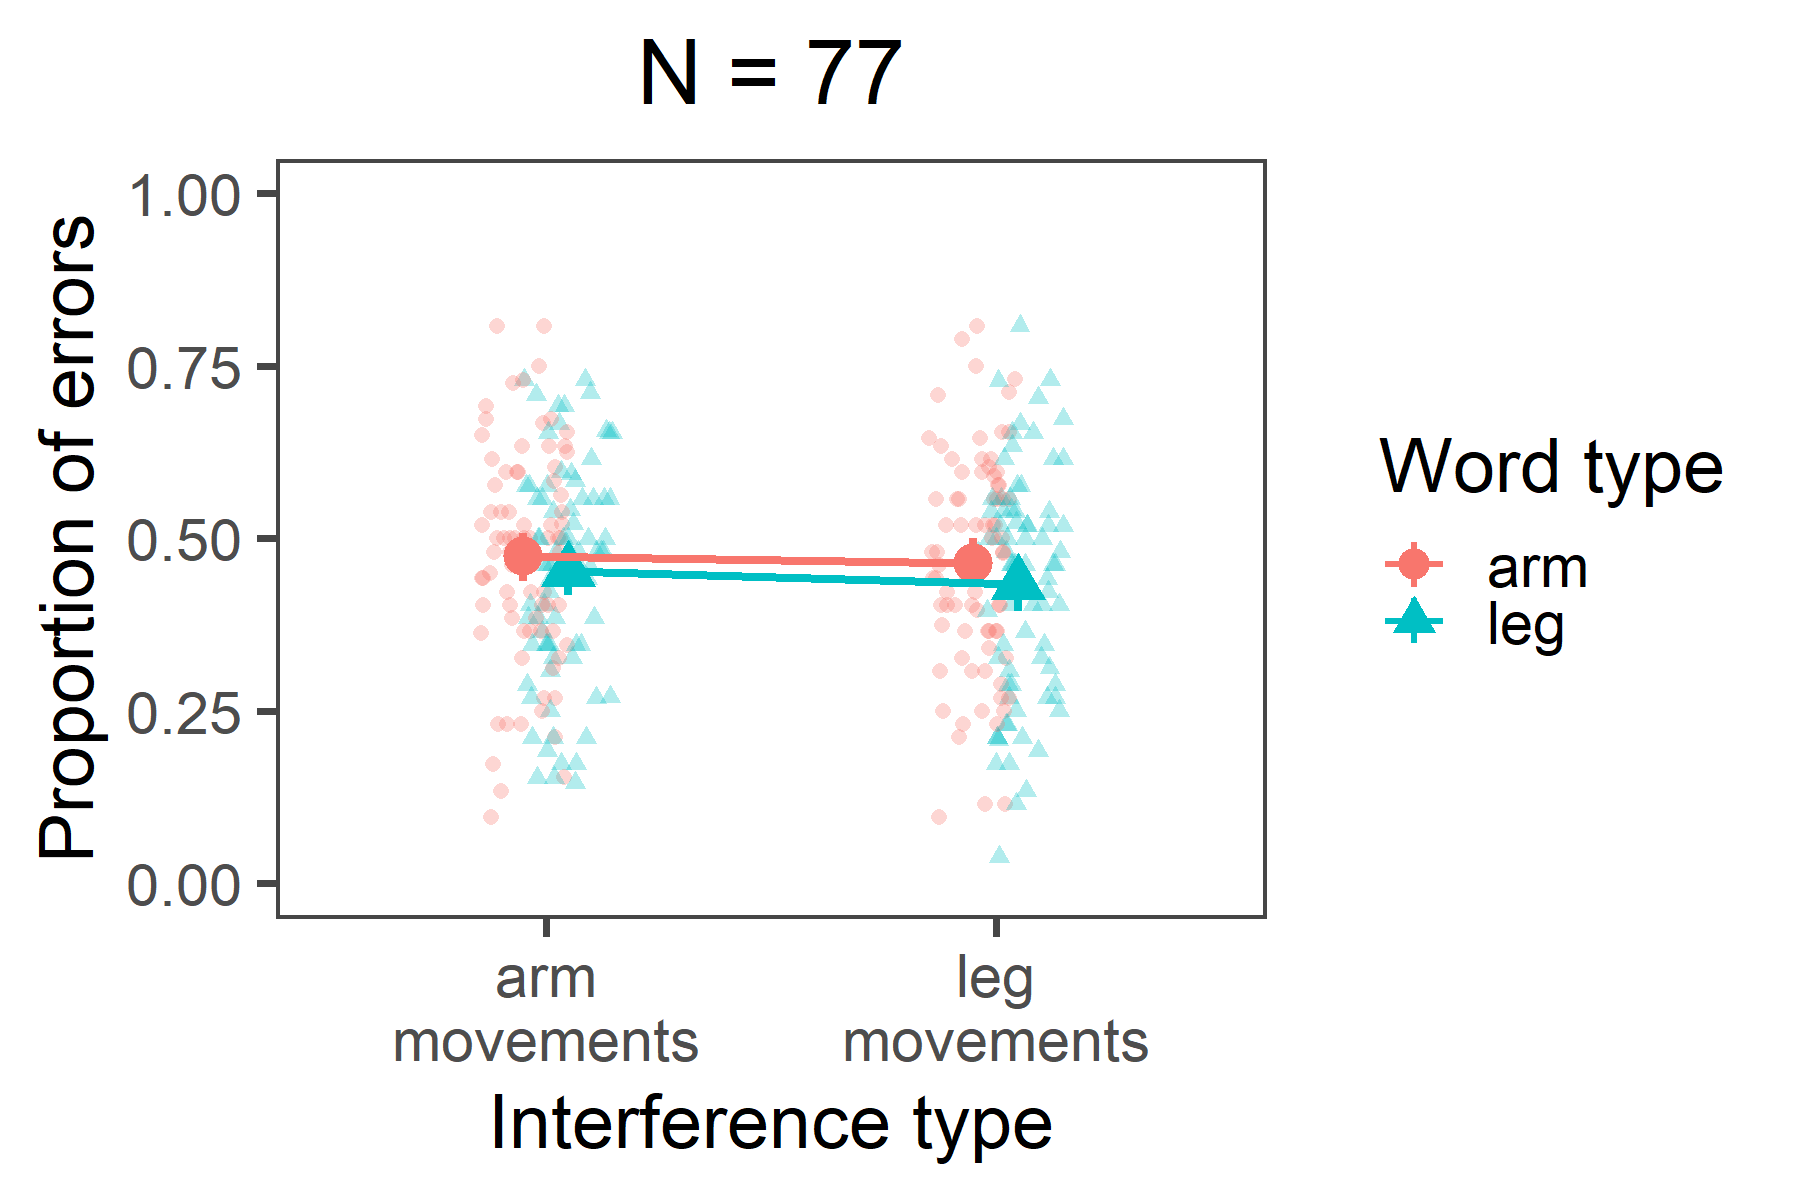 N = 77
Proportion of errors
1.00
0.75
0.50
0.25
0.00
arm
movements
leg
movements
Interference type
Word type
arm
leg